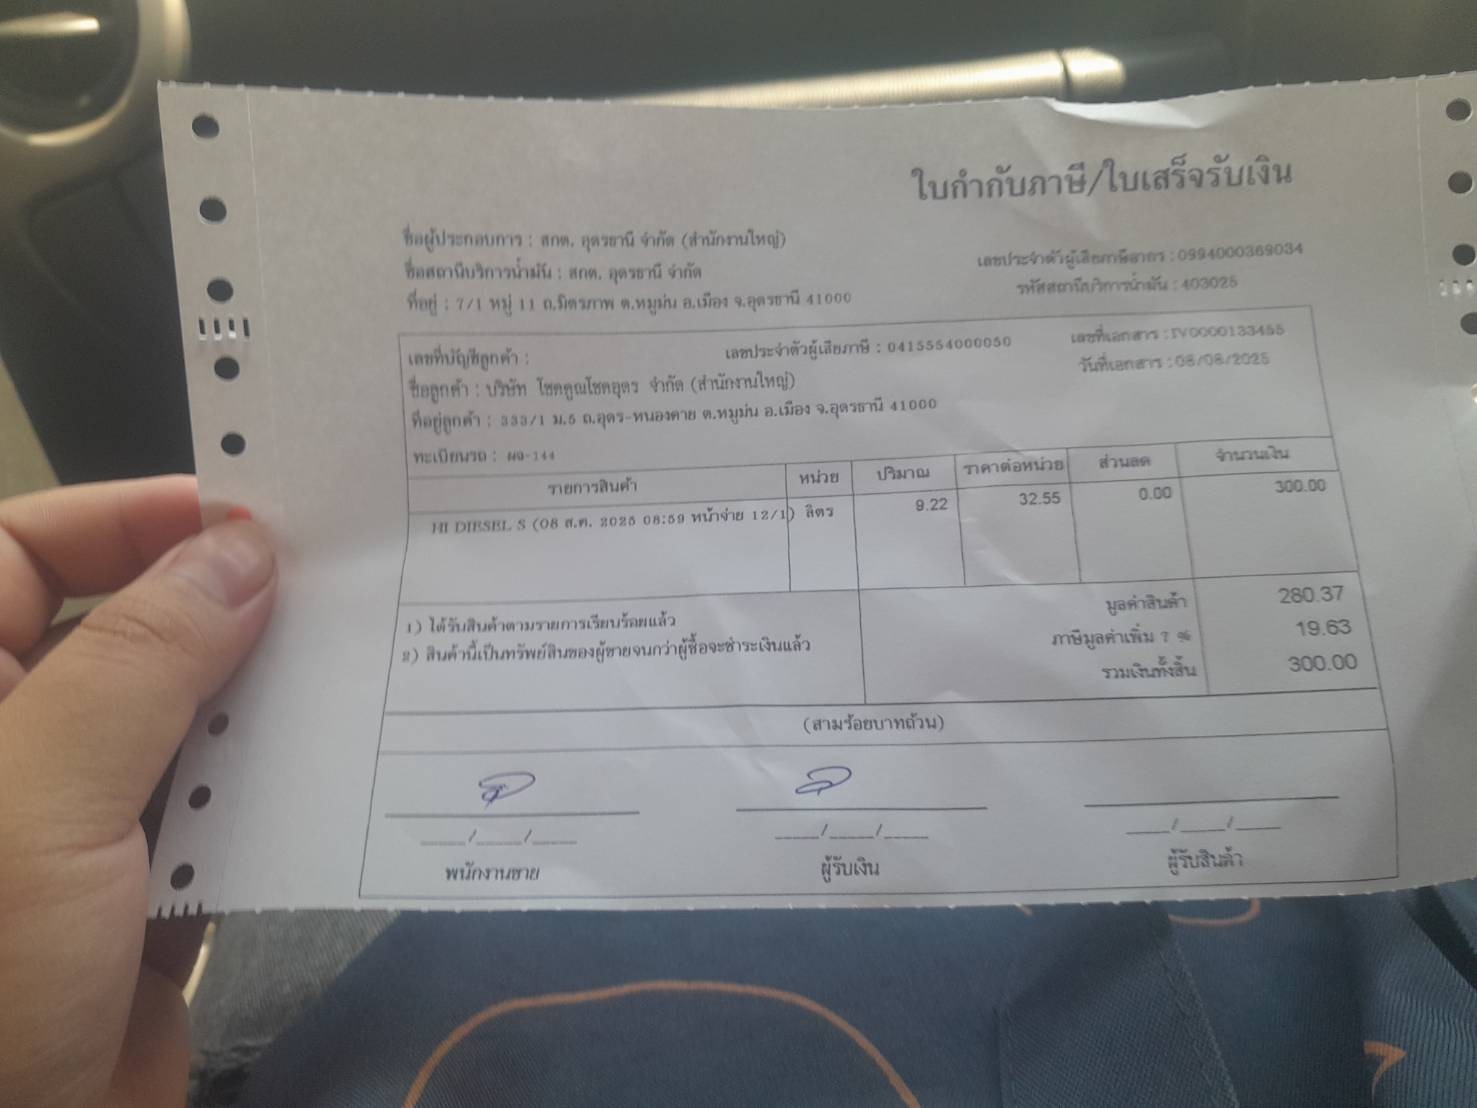 ใบกำกับภาษี/ใบเสร็จรับเงิน
ชื่อผู้ประกอบการ : สกต. อุดรธานี จำกัด (สำนักงานใหญ่)
เลขประจำตัวผู้เสียภาษีอากร : 0994000369034
ชื่อสถานีบริการน้ำมัน : สกต. อุดรธานี จำกัด
รหัสสถานีบริการน้ำมัน : 403025
ที่อยู่ : 7/1 หมู่ 11 ถ.มิตรภาพ ต.หมูม่น อ.เมือง จ.อุดรธานี 41000
เลขที่บัญชีลูกค้า :
เลขประจำตัวผู้เสียภาษี : 0415554000050
เลขที่เอกสาร : IV0000133455
ชื่อลูกค้า : บริษัท โชคคูณโชคอุดร จำกัด (สำนักงานใหญ่)
วันที่เอกสาร : 08/08/2025
ที่อยู่ลูกค้า : 333/1 ม.5 ถ.อุดร-หนองคาย ต.หมูม่น อ.เมือง จ.อุดรธานี 41000
ทะเบียนรถ : ผฉ-144
รายการสินค้า หน่วย ปริมาณ ราคาต่อหน่วย ส่วนลด จำนวนเงิน
HI DIESEL S (08 ส.ค. 2025 08:59 หน้าจ่าย 12/1) ลิตร 9.22 32.55 0.00 300.00
1) ได้รับสินค้าตามรายการเรียบร้อยแล้ว
2) สินค้านี้เป็นทรัพย์สินของผู้ขายจนกว่าผู้ซื้อจะชำระเงินแล้ว
มูลค่าสินค้า 280.37
ภาษีมูลค่าเพิ่ม 7 % 19.63
รวมเงินทั้งสิ้น 300.00
(สามร้อยบาทถ้วน)
____/____/____ ____/____/____ ____/____/____
พนักงานขาย ผู้รับเงิน ผู้รับสินค้า